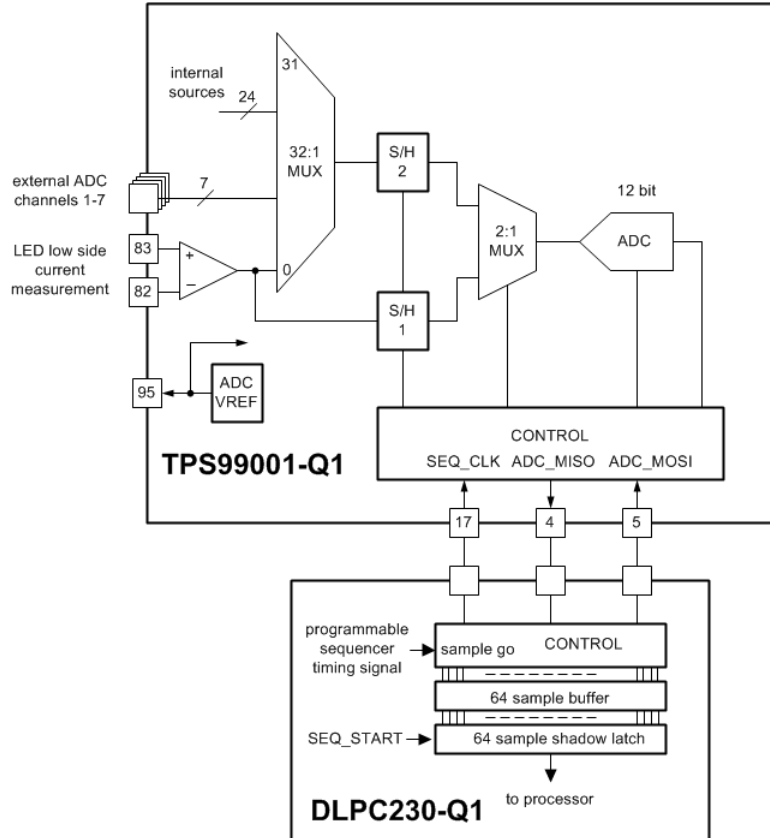 internal
sources
24
31
32:1
MUX
0
external ADC
channels 1-7
7
LED low side
current
measurement
83
82
+
−
S/H
2
S/H
1
2:1
MUX
12 bit
ADC
95
ADC
VREF
TPS99001-Q1
CONTROL
SEQ_CLK ADC_MISO ADC_MOSI
17
4
5
programmable
sequencer
timing signal
sample go
CONTROL
64 sample buffer
SEQ_START
64 sample shadow latch
to processor
DLPC230-Q1